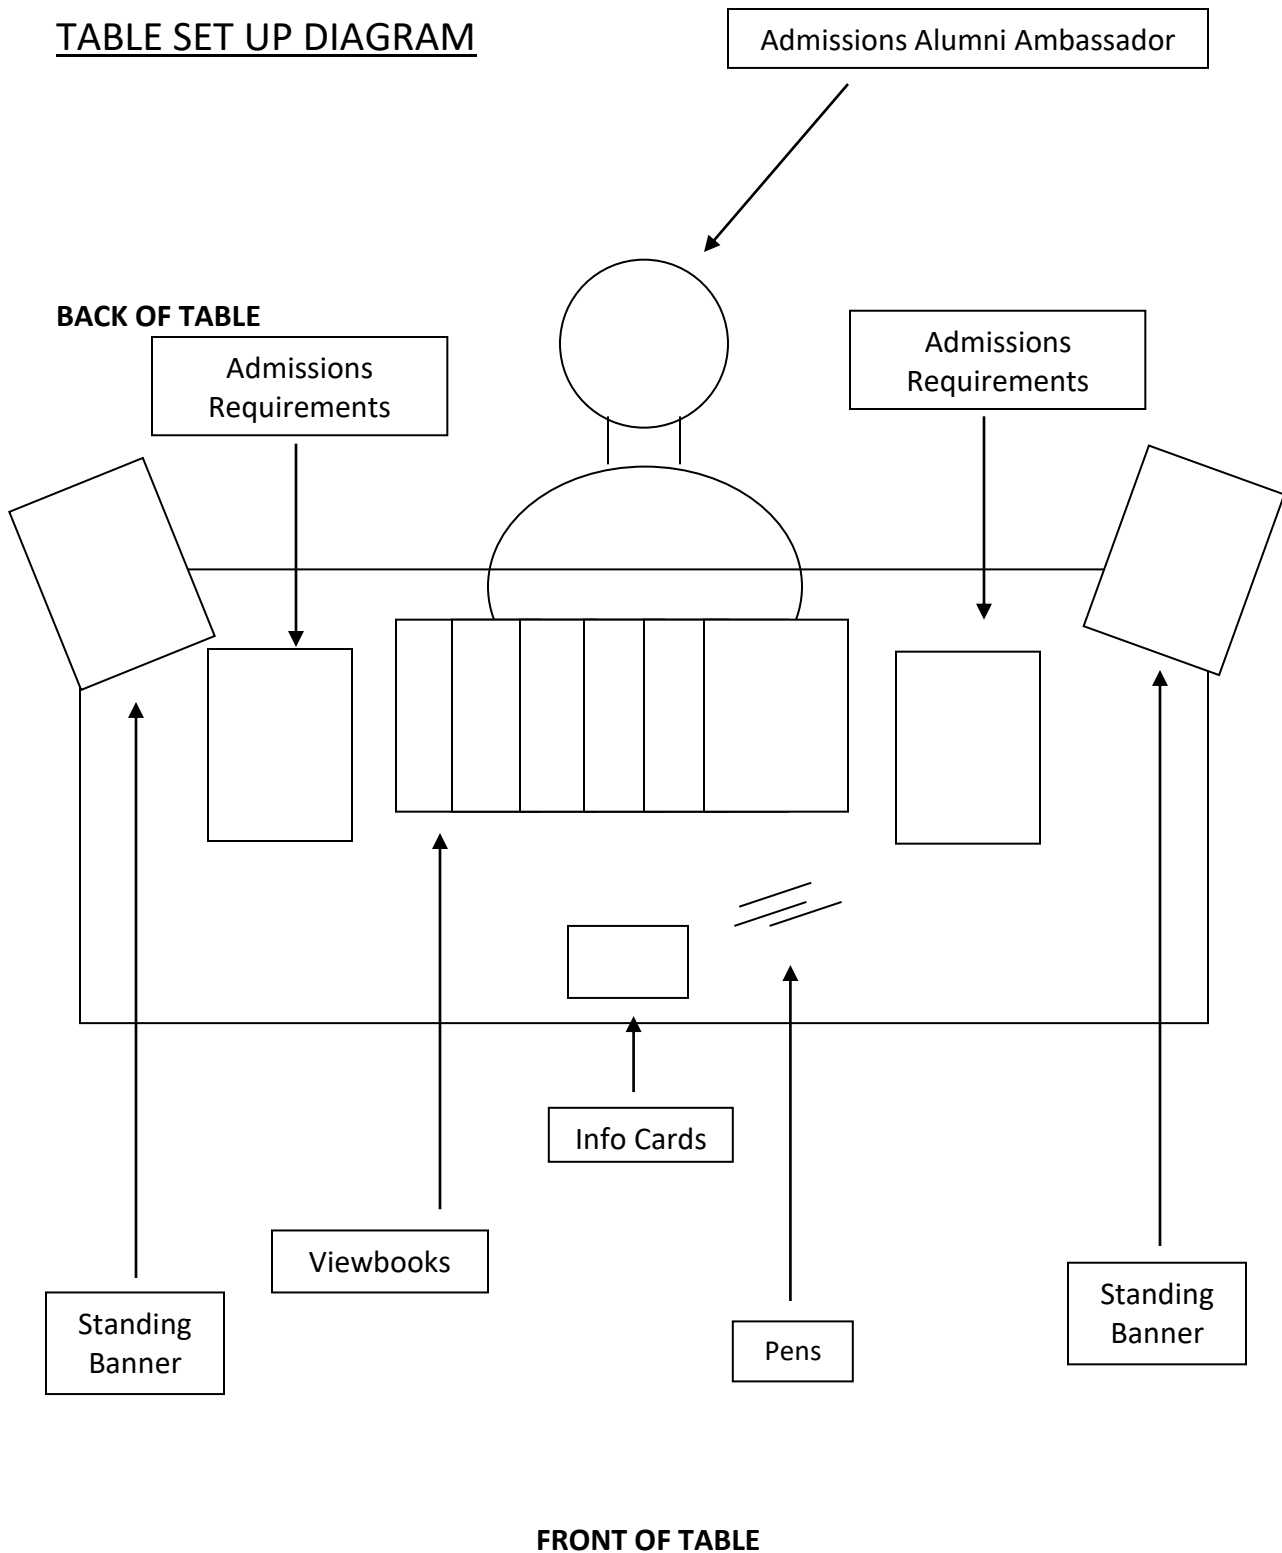 TABLE SET UP DIAGRAM
Admissions Alumni Ambassador
BACK OF TABLE
Admissions
Requirements
Admissions
Requirements
Info Cards
Viewbooks
Standing
Banner
Pens
Standing
Banner
FRONT OF TABLE